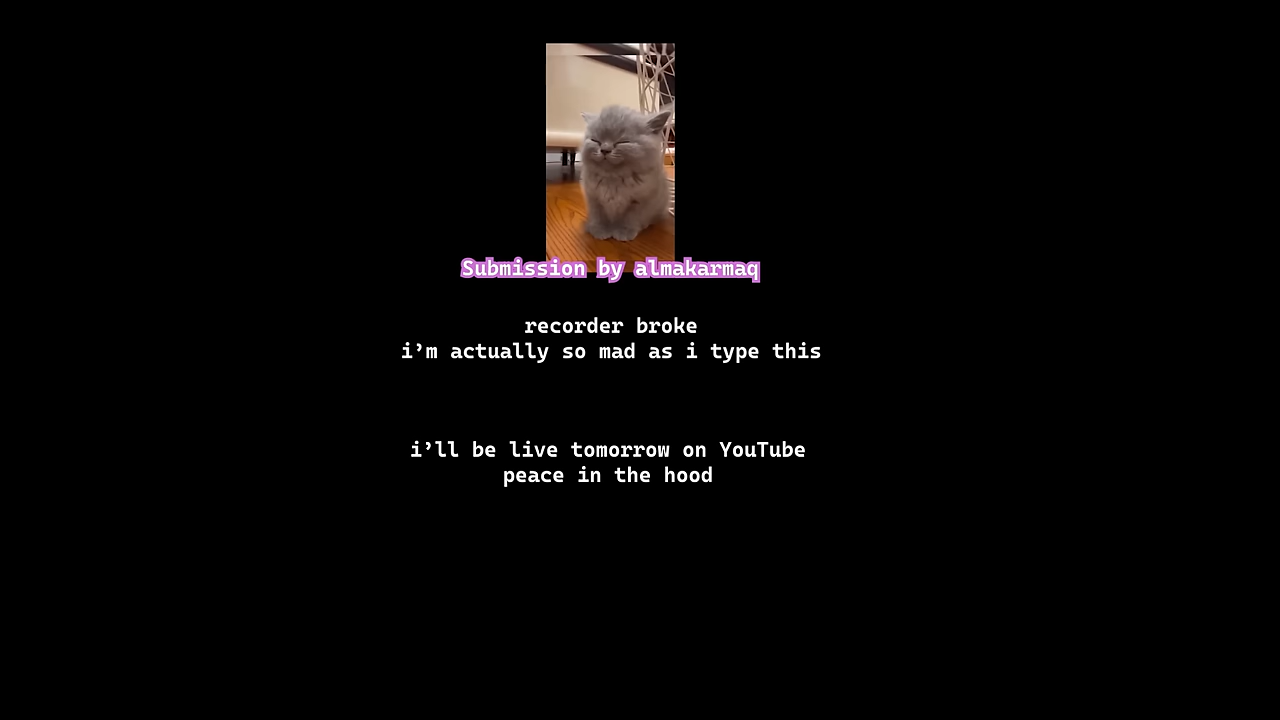 Submission by almakarmaq
recorder broke
i’m actually so mad as i type this
i’ll be live tomorrow on YouTube
peace in the hood